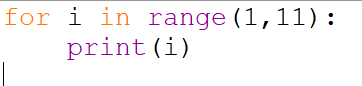 for i in range(1,11):
    print(i)